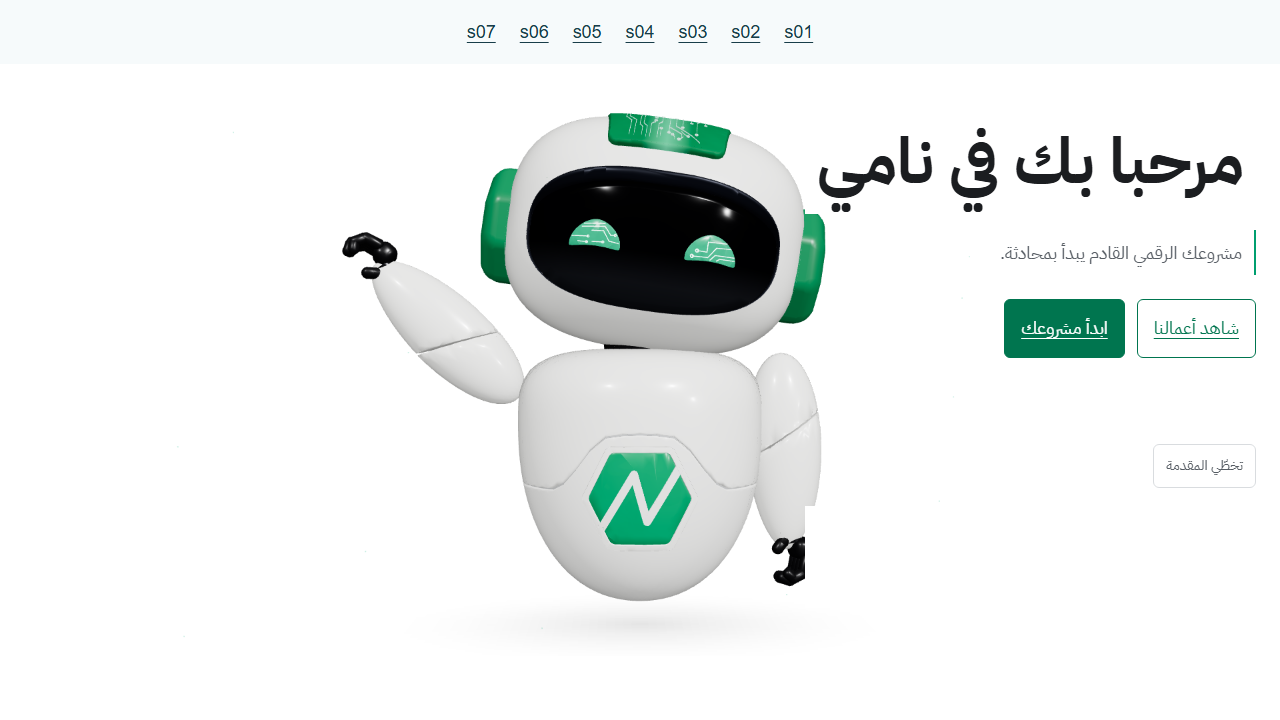 s01 s02 s03 s04 s05 s06 s07
مرحبا بك في نامي
مشروعك الرقمي القادم يبدأ بمحادثة.
شاهد أعمالنا
ابدأ مشروعك
تخطّي المقدمة